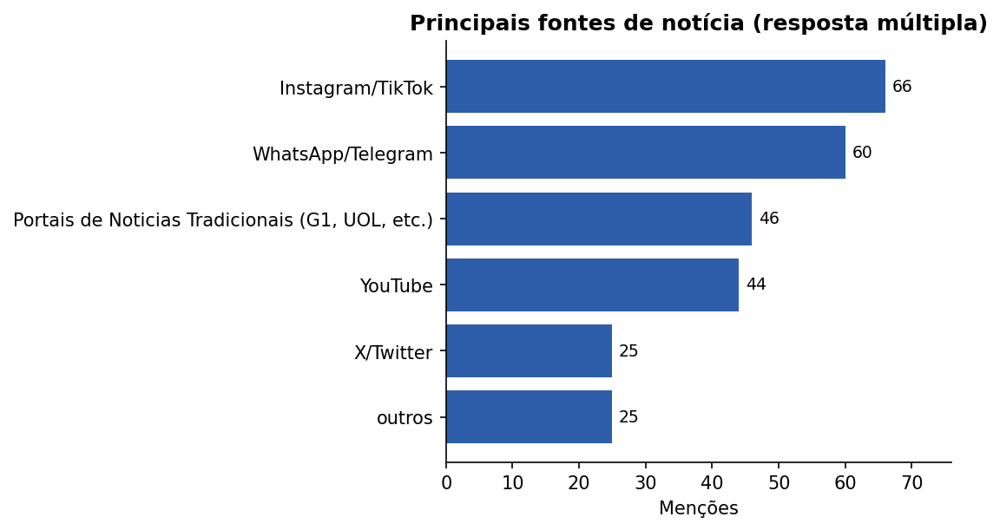 Principais fontes de notícia (resposta múltipla)
Instagram/TikTok
66
WhatsApp/Telegram
60
Portais de Noticias Tradicionais (G1, UOL, etc.)
46
YouTube
44
X/Twitter
25
outros
25
0 10 20 30 40 50 60 70
Menções